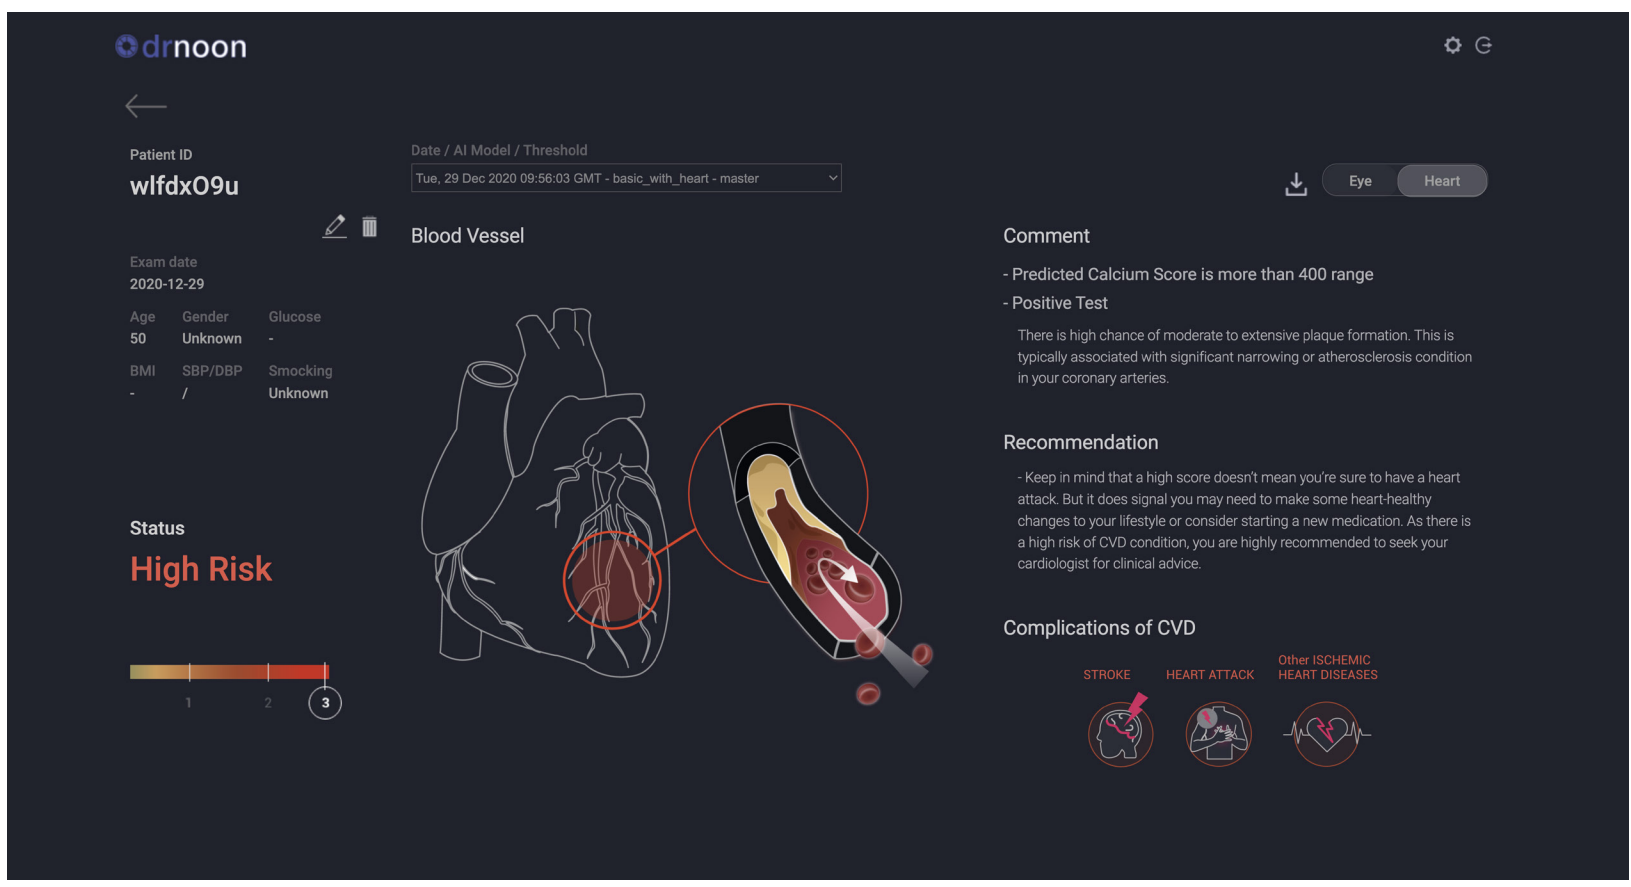 drnoon
Patient ID
wlfdxO9u
Exam date
2020-12-29
Age Gender Glucose
50 Unknown -
BMI SBP/DBP Smocking
- / Unknown
Status
High Risk
1 2 3
Date / AI Model / Threshold
Tue, 29 Dec 2020 09:56:03 GMT - basic_with_heart - master
Blood Vessel
Eye Heart
Comment
- Predicted Calcium Score is more than 400 range
- Positive Test
There is high chance of moderate to extensive plaque formation. This is
typically associated with significant narrowing or atherosclerosis condition
in your coronary arteries.
Recommendation
- Keep in mind that a high score doesn't mean you're sure to have a heart
attack. But it does signal you may need to make some heart-healthy
changes to your lifestyle or consider starting a new medication. As there is
a high risk of CVD condition, you are highly recommended to seek your
cardiologist for clinical advice.
Complications of CVD
STROKE
HEART ATTACK
Other ISCHEMIC
HEART DISEASES